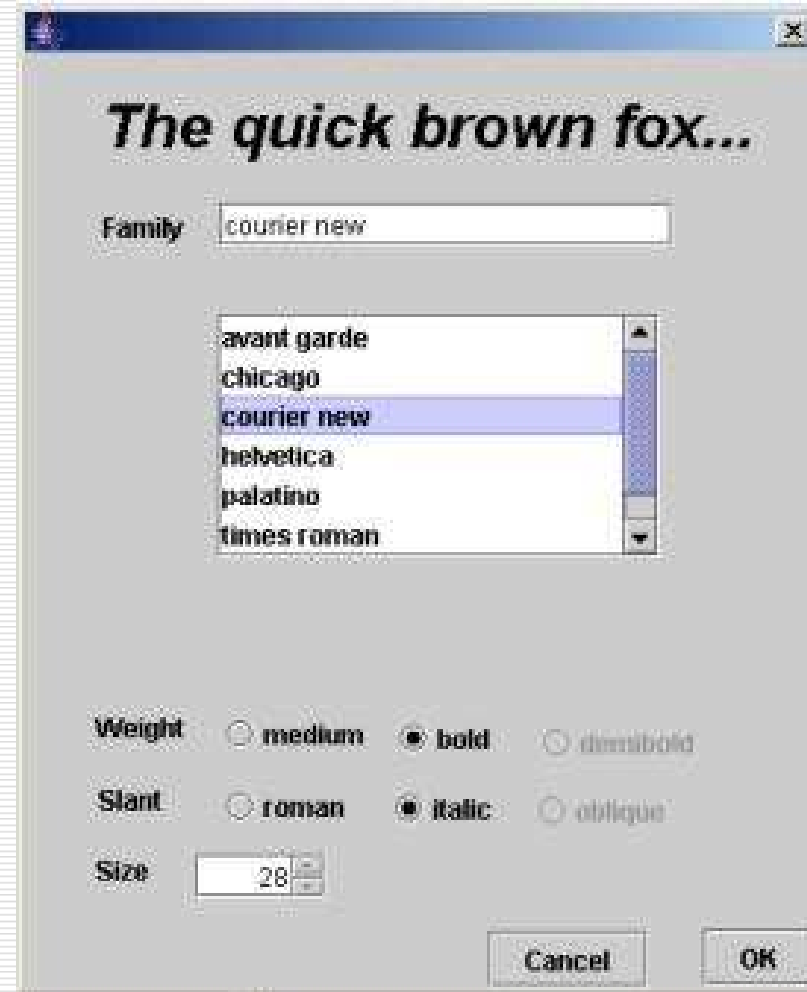 The quick brown fox...
Family courier new
avant garde
chicago
courier new
helvetica
palatino
times roman
Weight medium bold demibold
Slant roman italic oblique
Size 28
Cancel OK